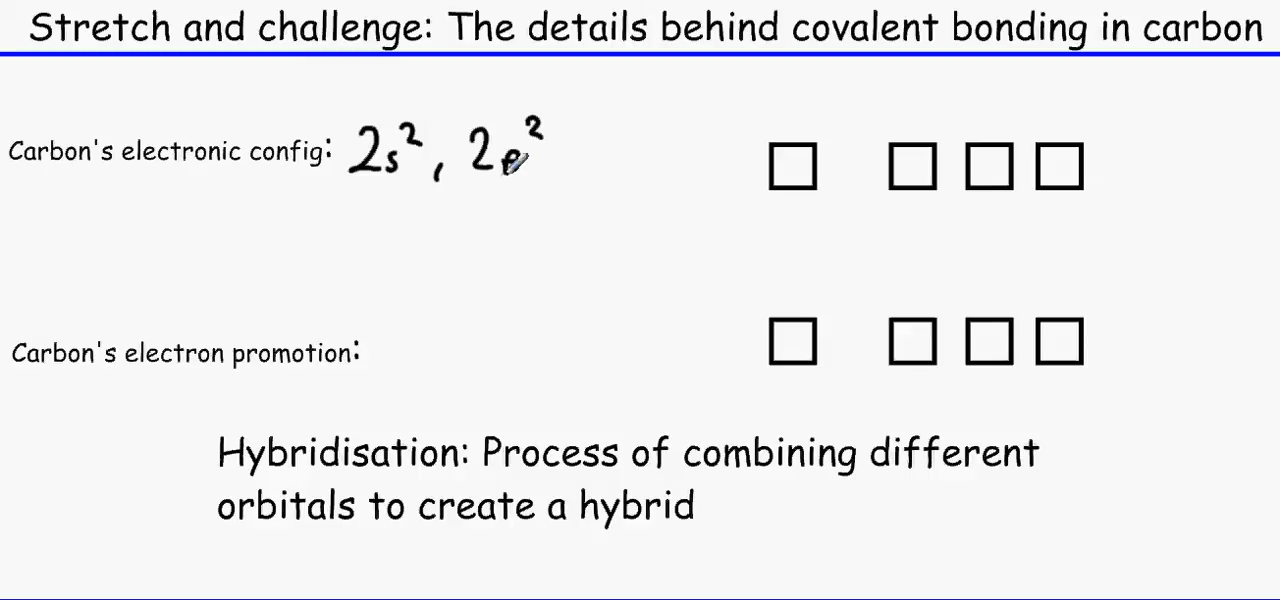 Stretch and challenge: The details behind covalent bonding in carbon
Carbon's electronic config: 2s², 2p²
Carbon's electron promotion:
Hybridisation: Process of combining different
orbitals to create a hybrid